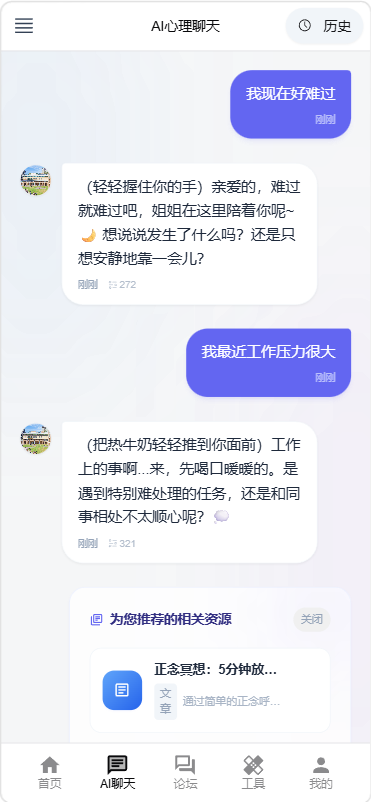 AI心理聊天
历史
我现在好难过
刚刚
（轻轻握住你的手）亲爱的，难过
就难过吧，姐姐在这里陪着你呢~
🌙 想说说发生了什么吗？还是只
想安静地靠一会儿？
刚刚 272
我最近工作压力很大
刚刚
（把热牛奶轻轻推到你面前）工作
上的事啊...来，先喝口暖暖的。是
遇到特别难处理的任务，还是和同
事相处不太顺心呢？💭
刚刚 321
为您推荐的相关资源
关闭
正念冥想：5分钟放...
文
章
通过简单的正念呼...
首页
AI聊天
论坛
工具
我的